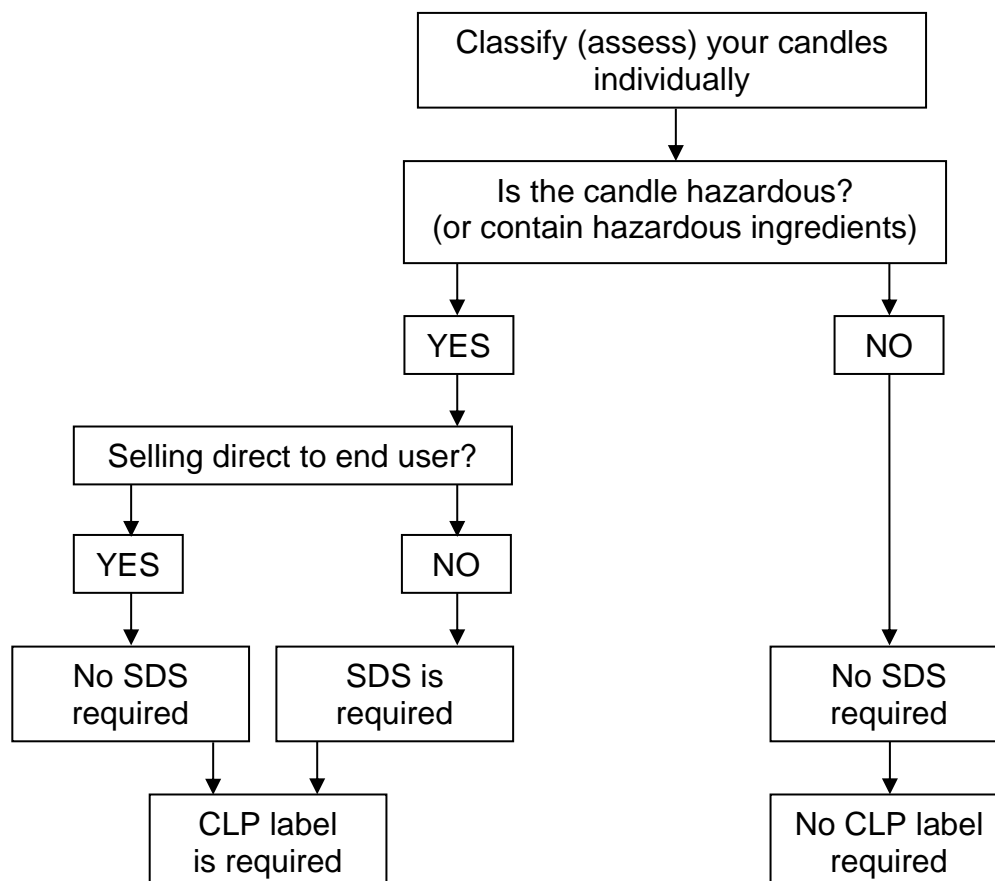 Classify (assess) your candles
individually
Is the candle hazardous?
(or contain hazardous ingredients)
YES
NO
Selling direct to end user?
YES
NO
No SDS
required
SDS is
required
No SDS
required
CLP label
is required
No CLP label
required